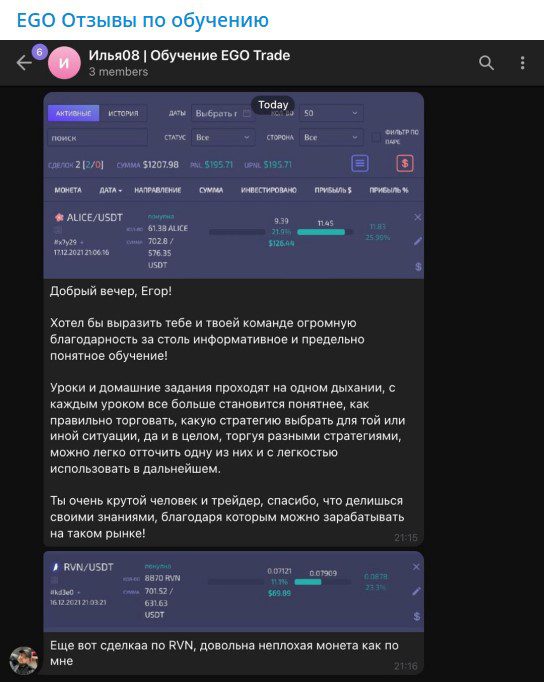 EGO Отзывы по обучению
6
И
Илья08 | Обучение EGO Trade
3 members
Today
АКТИВНЫЕ ИСТОРИЯ ДАТЫ Выбрать г КОЛ-ВО 50
ПОИСК СТАТУС Все СТОРОНА Все ФИЛЬТР ПО ПАРЕ
СДЕЛОК 2 [2/0] СУММА $1207.98 PNL $195.71 UPNL $195.71 $
МОНЕТА ДАТА НАПРАВЛЕНИЕ СУММА ИНВЕСТИРОВАНО ПРИБЫЛЬ $ ПРИБЫЛЬ %
ALICE/USDT покупка 9.39 11.45 11.83
кол-во 61.38 ALICE 21.9% 25.99%
#x7y29 сумма 702.8 / $126.44
17.12.2021 21:06:16 576.35
USDT $
Добрый вечер, Егор!
Хотел бы выразить тебе и твоей команде огромную
благодарность за столь информативное и предельно
понятное обучение!
Уроки и домашние задания проходят на одном дыхании, с
каждым уроком все больше становится понятнее, как
правильно торговать, какую стратегию выбрать для той или
иной ситуации, да и в целом, торгуя разными стратегиями,
можно легко отточить одну из них и с легкостью
использовать в дальнейшем.
Ты очень крутой человек и трейдер, спасибо, что делишься
своими знаниями, благодаря которым можно зарабатывать
на таком рынке!
21:15
RVN/USDT покупка 0.07121 0.07909 0.0878
кол-во 8870 RVN 11.1% 23.3%
#kd3e0 сумма 701.52 / $69.89
16.12.2021 21:03:21 631.63
USDT $
Еще вот сделкаа по RVN, довольна неплохая монета как по
мне
21:16